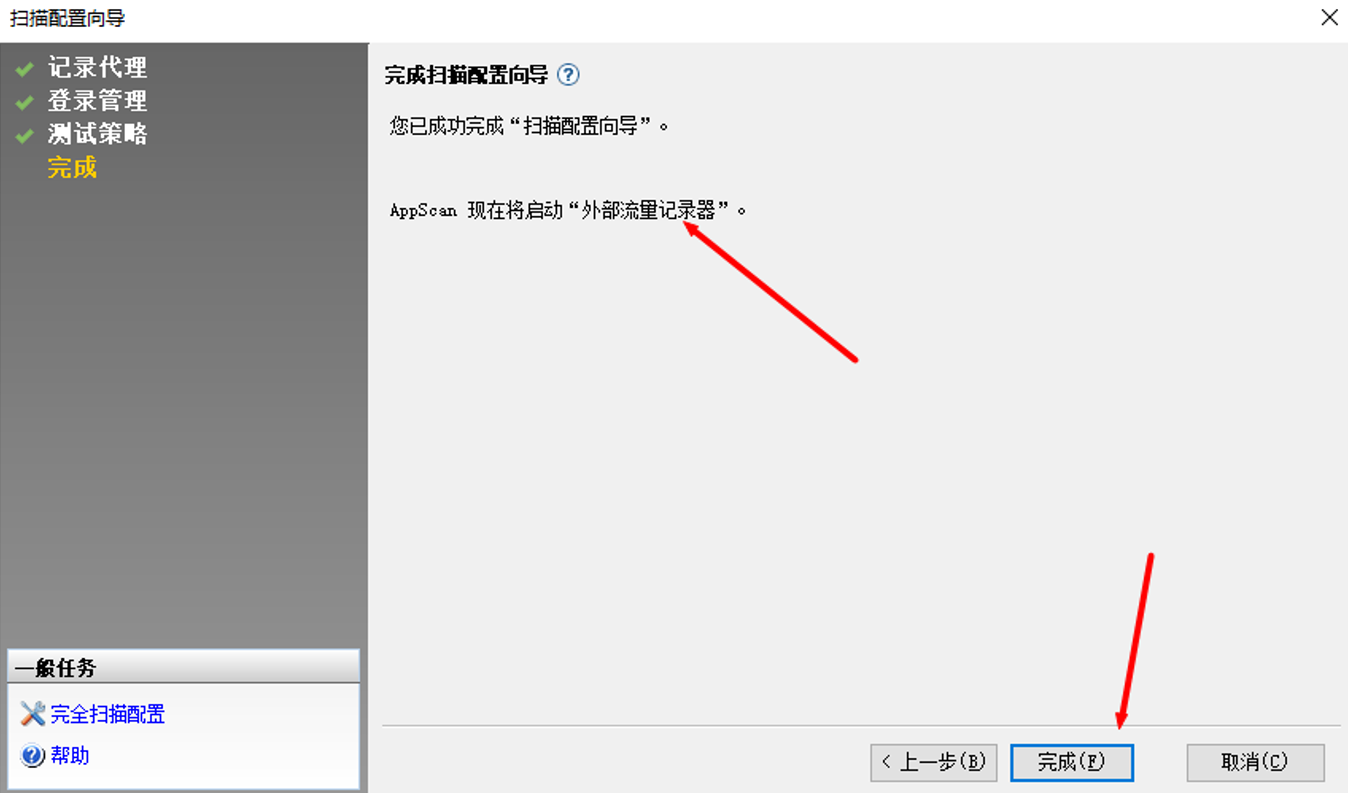 扫描配置向导
记录代理
登录管理
测试策略
完成
完成扫描配置向导
您已成功完成“扫描配置向导”。
AppScan 现在将启动“外部流量记录器”。
一般任务
完全扫描配置
帮助
< 上一步(B) 完成(F) 取消(C)